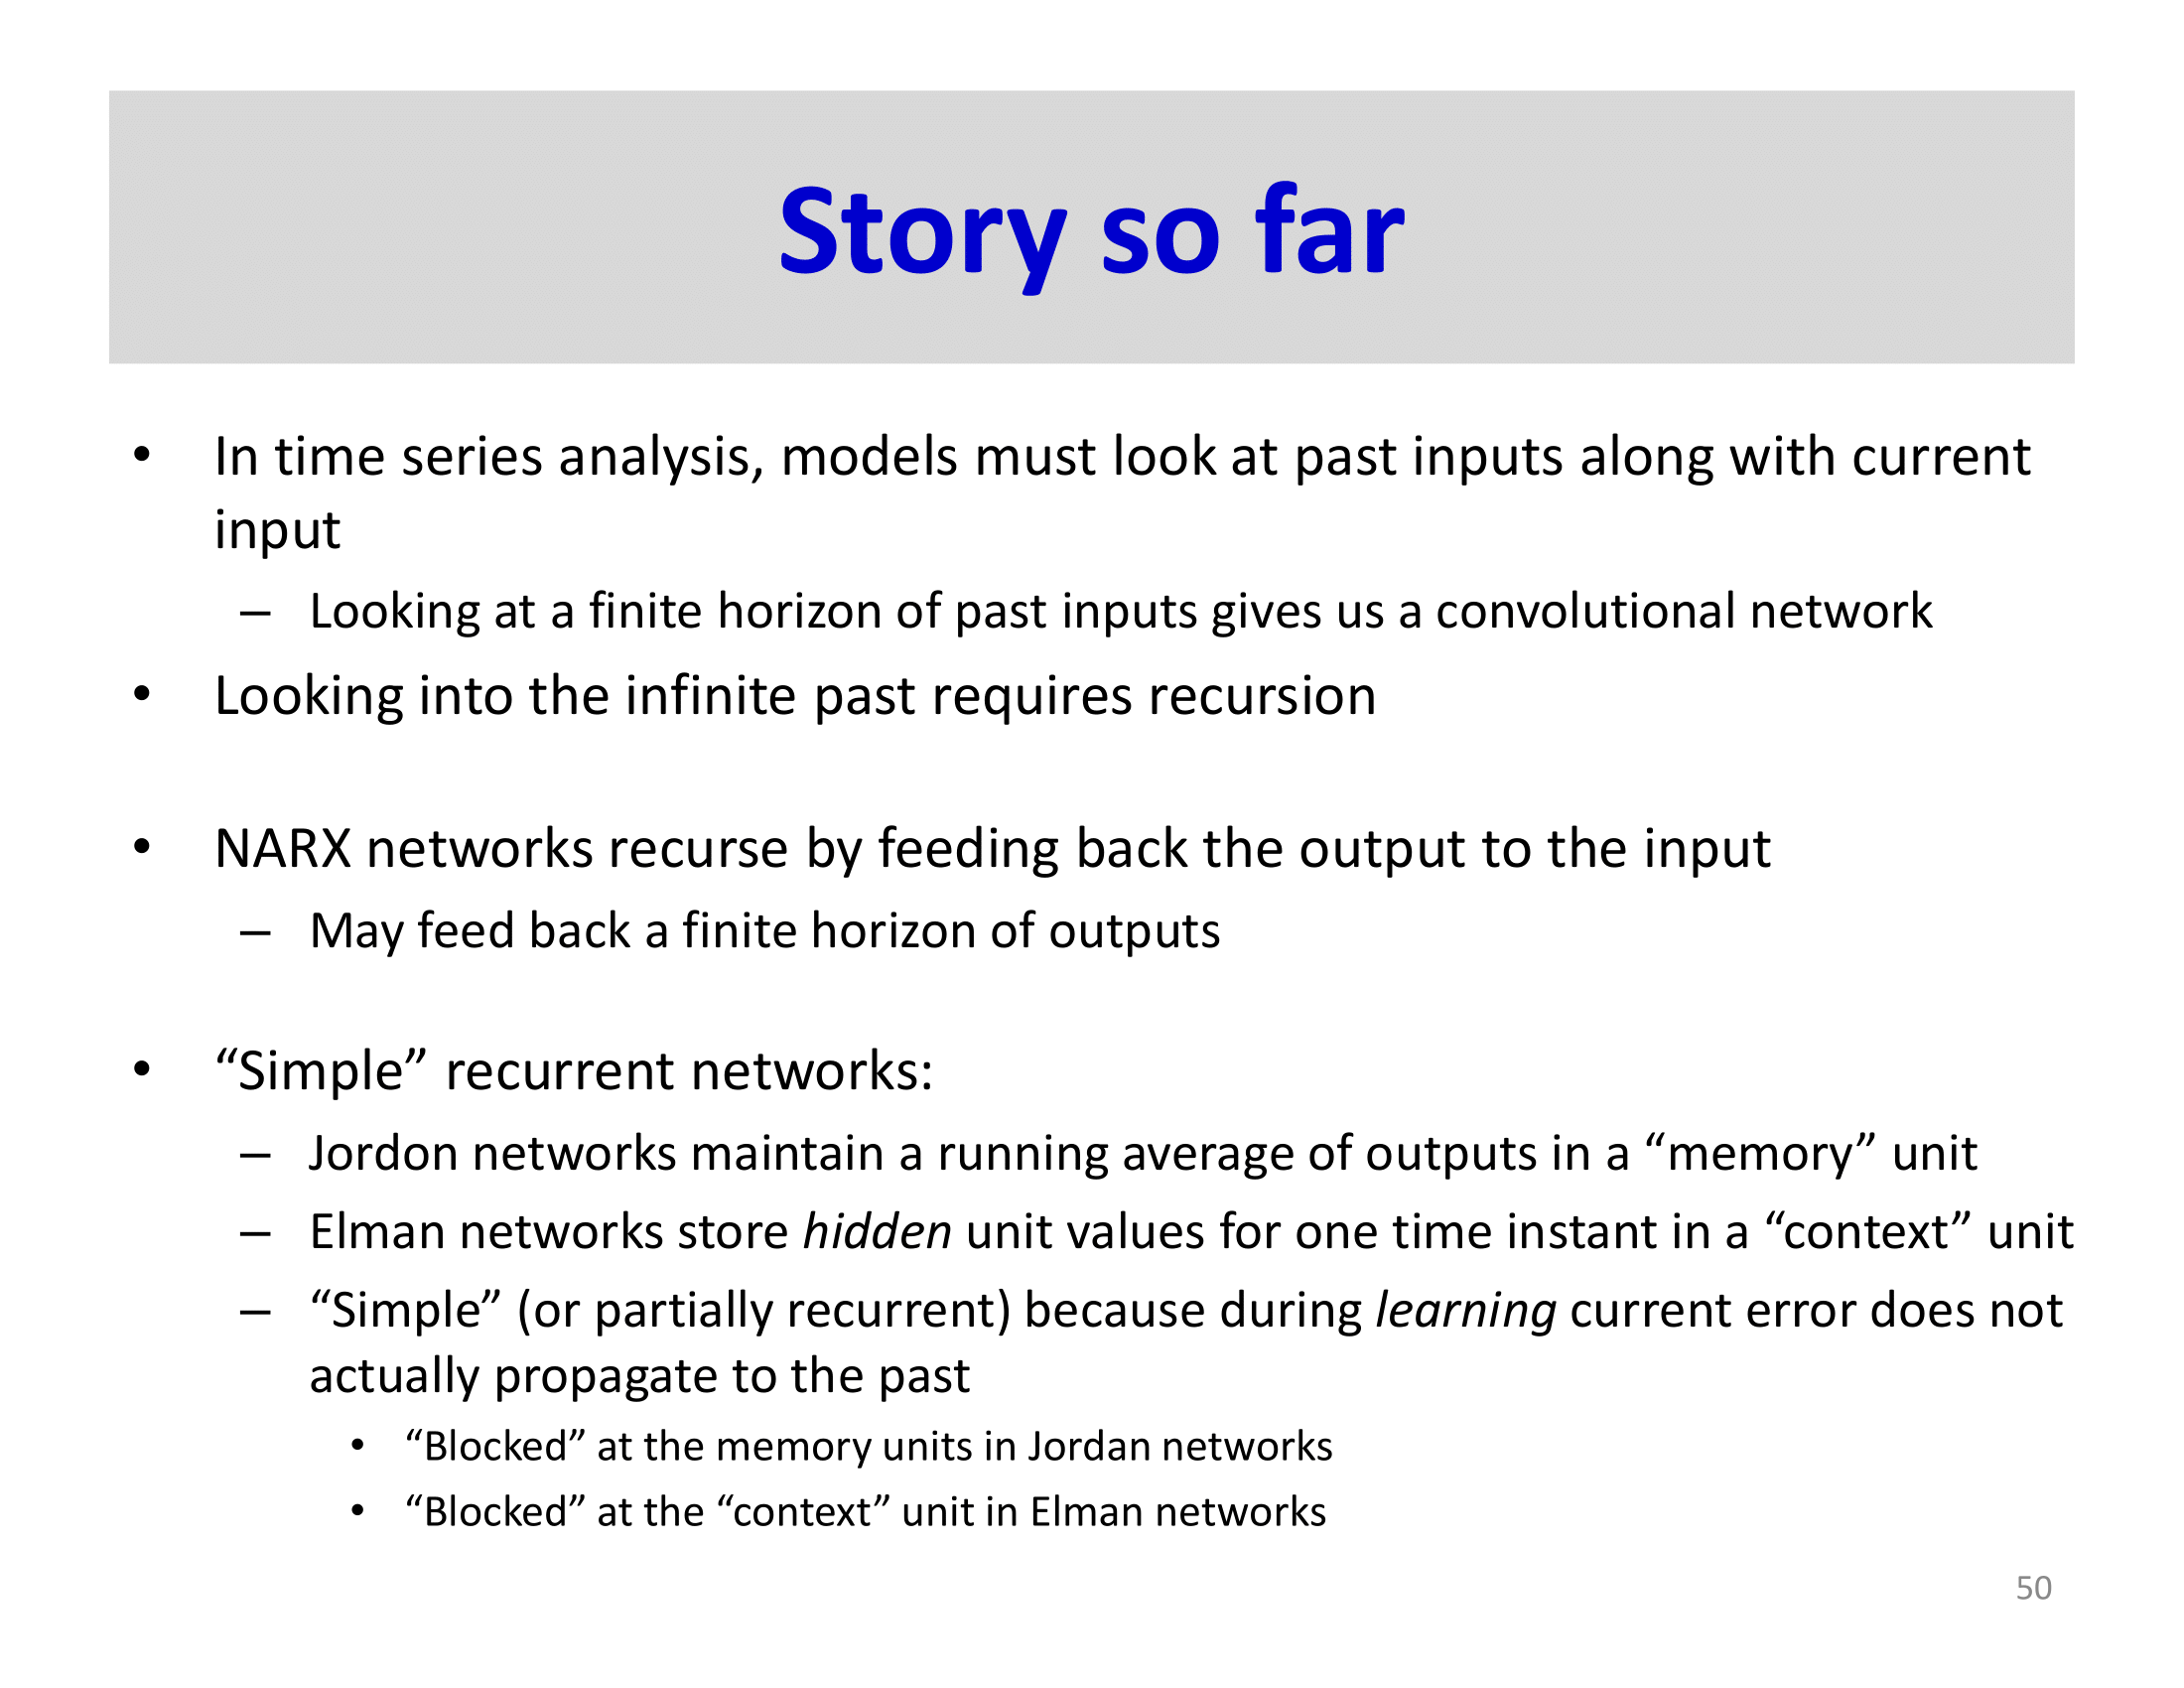 Story so far
• In time series analysis, models must look at past inputs along with current
input
– Looking at a finite horizon of past inputs gives us a convolutional network
• Looking into the infinite past requires recursion
• NARX networks recurse by feeding back the output to the input
– May feed back a finite horizon of outputs
• “Simple” recurrent networks:
– Jordon networks maintain a running average of outputs in a “memory” unit
– Elman networks store hidden unit values for one time instant in a “context” unit
– “Simple” (or partially recurrent) because during learning current error does not
actually propagate to the past
• “Blocked” at the memory units in Jordan networks
• “Blocked” at the “context” unit in Elman networks
50